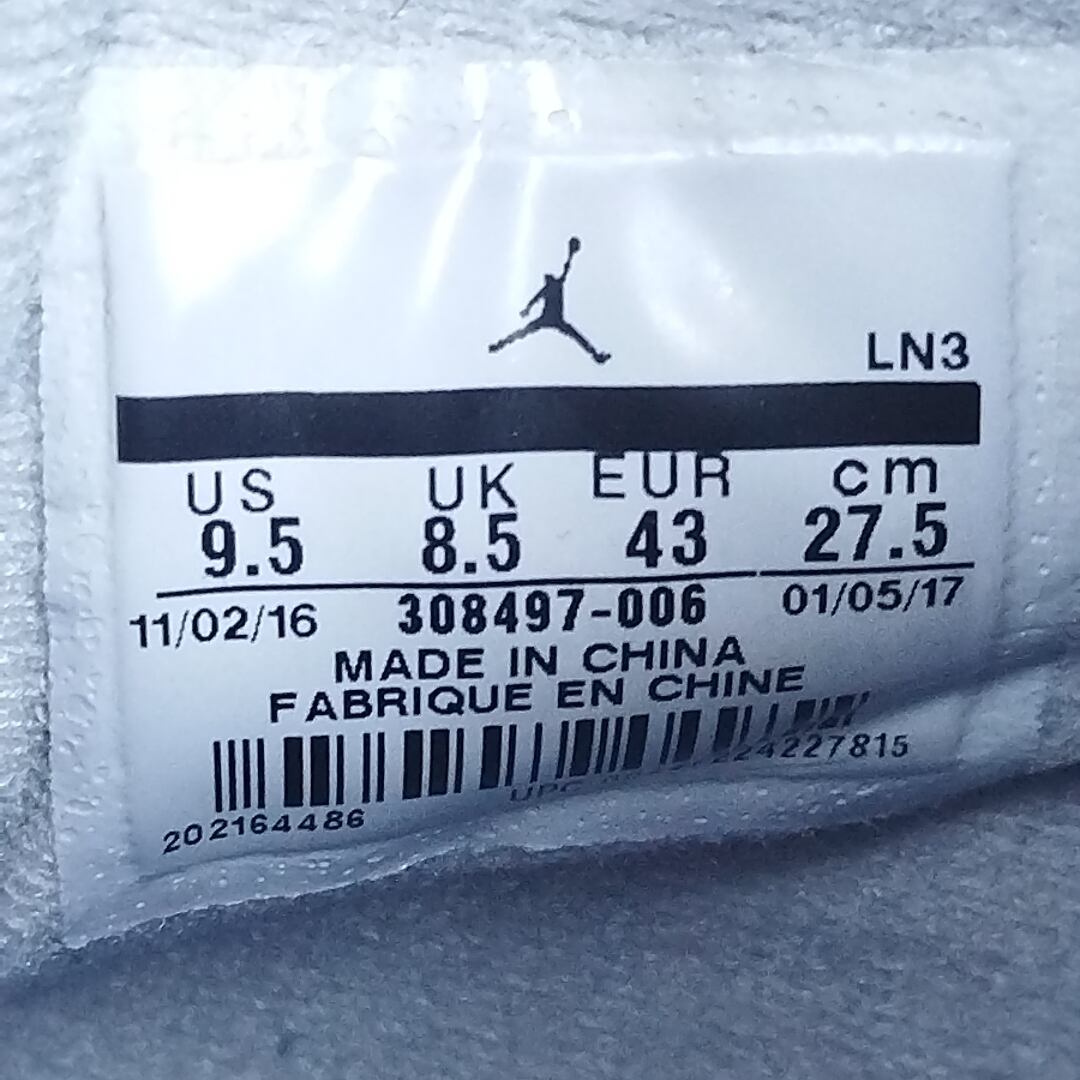 LN3
US UK EUR cm
9.5 8.5 43 27.5
11/02/16 308497-006 01/05/17
MADE IN CHINA
FABRIQUE EN CHINE
UPC 224227815
202164486